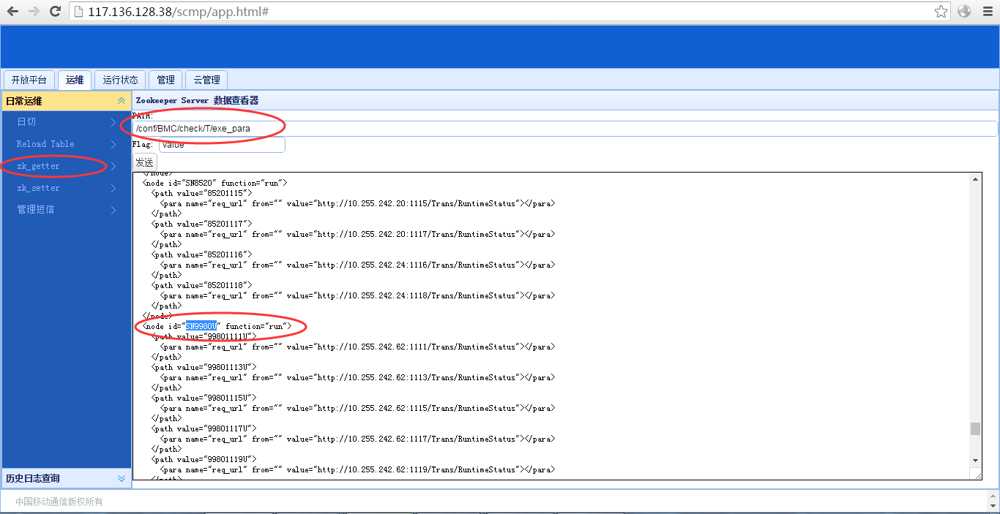 117.136.128.38/scmp/app.html#
开放平台 运维 运行状态 管理 云管理
日常运维
日切
Reload Table
zk_getter
zk_setter
管理短信
历史日志查询
Zookeeper Server 数据查看器
PATH:
/conf/BMC/check/T/exe_para
Flag: value
发送
</node>
<node id="SN8520" function="run">
<path value="85201115">
<para name="req_url" from="" value="http://10.255.242.20:1115/Trans/RuntimeStatus"></para>
</path>
<path value="85201117">
<para name="req_url" from="" value="http://10.255.242.20:1117/Trans/RuntimeStatus"></para>
</path>
<path value="85201116">
<para name="req_url" from="" value="http://10.255.242.24:1116/Trans/RuntimeStatus"></para>
</path>
<path value="85201118">
<para name="req_url" from="" value="http://10.255.242.24:1118/Trans/RuntimeStatus"></para>
</path>
</node>
<node id="SN9980U" function="run">
<path value="99801111U">
<para name="req_url" from="" value="http://10.255.242.62:1111/Trans/RuntimeStatus"></para>
</path>
<path value="99801113U">
<para name="req_url" from="" value="http://10.255.242.62:1113/Trans/RuntimeStatus"></para>
</path>
<path value="99801115U">
<para name="req_url" from="" value="http://10.255.242.62:1115/Trans/RuntimeStatus"></para>
</path>
<path value="99801117U">
<para name="req_url" from="" value="http://10.255.242.62:1117/Trans/RuntimeStatus"></para>
</path>
<path value="99801119U">
<para name="req_url" from="" value="http://10.255.242.62:1119/Trans/RuntimeStatus"></para>
</path>
中国移动通信版权所有